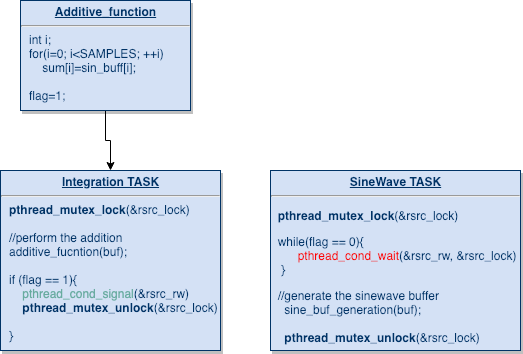 Additive_function
int i;
for(i=0; i<SAMPLES; ++i)
sum[i]=sin_buff[i];
flag=1;
Integration TASK
pthread_mutex_lock(&rsrc_lock)
//perform the addition
additive_fucntion(buf);
if (flag == 1){
pthread_cond_signal(&rsrc_rw)
pthread_mutex_unlock(&rsrc_lock)
}
SineWave TASK
pthread_mutex_lock(&rsrc_lock)
while(flag == 0){
pthread_cond_wait(&rsrc_rw, &rsrc_lock)
}
//generate the sinewave buffer
sine_buf_generation(buf);
pthread_mutex_unlock(&rsrc_lock)